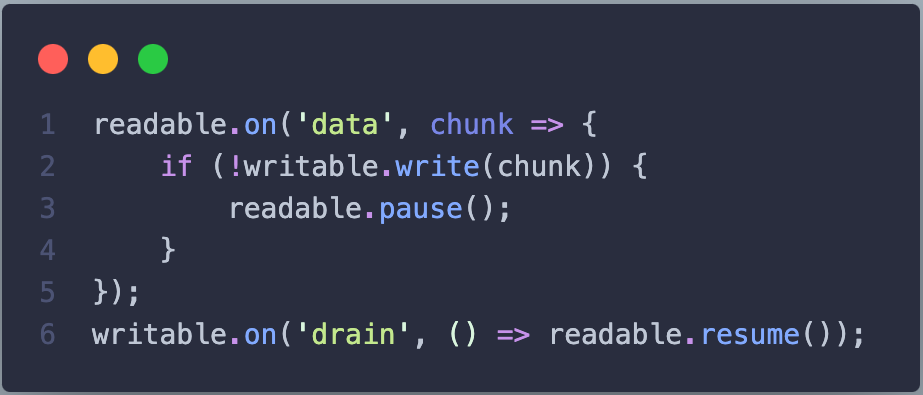 1 readable.on('data', chunk => {
2     if (!writable.write(chunk)) {
3         readable.pause();
4     }
5 });
6 writable.on('drain', () => readable.resume());